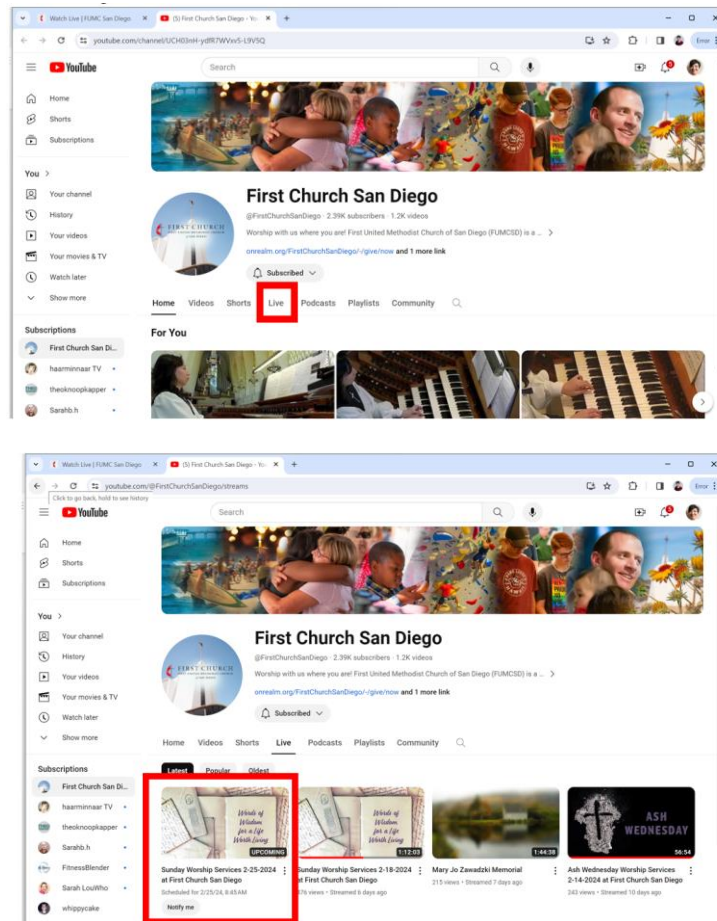 Watch Live | FUMC San Diego
(5) First Church San Diego - Yo
youtube.com/channel/UCH03nH-ydfR7WVxvS-L9V5Q
Error
YouTube
Search
Home
Shorts
Subscriptions
You
Your channel
History
Your videos
Your movies & TV
Watch later
Show more
Subscriptions
First Church San Di...
haarminnaar TV
theoknoopkapper
Sarahb.h
FIRST CHURCH
First Church San Diego
@FirstChurchSanDiego · 2.39K subscribers · 1.2K videos
Worship with us where you are! First United Methodist Church of San Diego (FUMCSD) is a ...
onrealm.org/FirstChurchSanDiego/-/give/now and 1 more link
Subscribed
Home Videos Shorts Live Podcasts Playlists Community
For You
Watch Live | FUMC San Diego
(5) First Church San Diego - Yo
youtube.com/@FirstChurchSanDiego/streams
Error
Click to go back, hold to see history
YouTube
Search
Home
Shorts
Subscriptions
You
Your channel
History
Your videos
Your movies & TV
Watch later
Show more
Subscriptions
First Church San Di...
haarminnaar TV
theoknoopkapper
Sarahb.h
FitnessBlender
Sarah LouWho
whippycake
FIRST CHURCH
First Church San Diego
@FirstChurchSanDiego · 2.39K subscribers · 1.2K videos
Worship with us where you are! First United Methodist Church of San Diego (FUMCSD) is a ...
onrealm.org/FirstChurchSanDiego/-/give/now and 1 more link
Subscribed
Home Videos Shorts Live Podcasts Playlists Community
Latest Popular Oldest
Words of
Wisdom
for a Life
Worth Living
UPCOMING
Sunday Worship Services 2-25-2024
at First Church San Diego
Scheduled for 2/25/24, 8:45 AM
Notify me
Words of
Wisdom
for a Life
Worth Living
1:12:03
Sunday Worship Services 2-18-2024
at First Church San Diego
views • Streamed 6 days ago
1:44:38
Mary Jo Zawadzki Memorial
215 views • Streamed 7 days ago
ASH
WEDNESDAY
56:54
Ash Wednesday Worship Services
2-14-2024 at First Church San Diego
243 views • Streamed 10 days ago